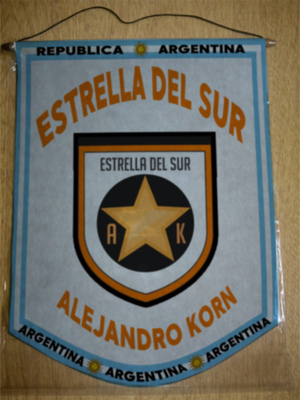 REPUBLICA ARGENTINA
ESTRELLA DEL SUR
ESTRELLA DEL SUR
A K
ALEJANDRO KORN
ARGENTINA ARGENTINA ARGENTINA